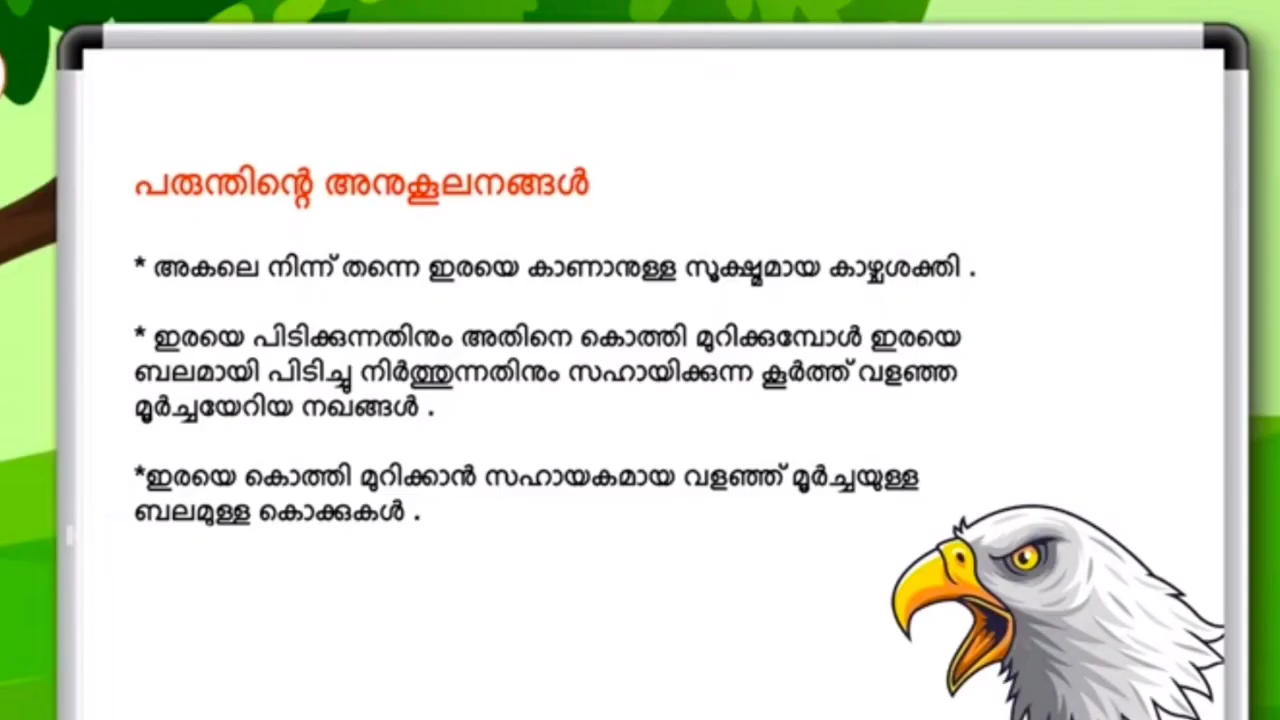 പരുന്തിന്റെ അനുകൂലനങ്ങൾ
* അകലെ നിന്ന് തന്നെ ഇരയെ കാണാനുള്ള സൂക്ഷ്മമായ കാഴ്ചശക്തി .
* ഇരയെ പിടിക്കുന്നതിനും അതിനെ കൊത്തി മുറിക്കുമ്പോൾ ഇരയെ
ബലമായി പിടിച്ചു നിർത്തുന്നതിനും സഹായിക്കുന്ന കൂർത്ത് വളഞ്ഞ
മൂർച്ചയേറിയ നഖങ്ങൾ .
*ഇരയെ കൊത്തി മുറിക്കാൻ സഹായകമായ വളഞ്ഞ് മൂർച്ചയുള്ള
ബലമുള്ള കൊക്കുകൾ .